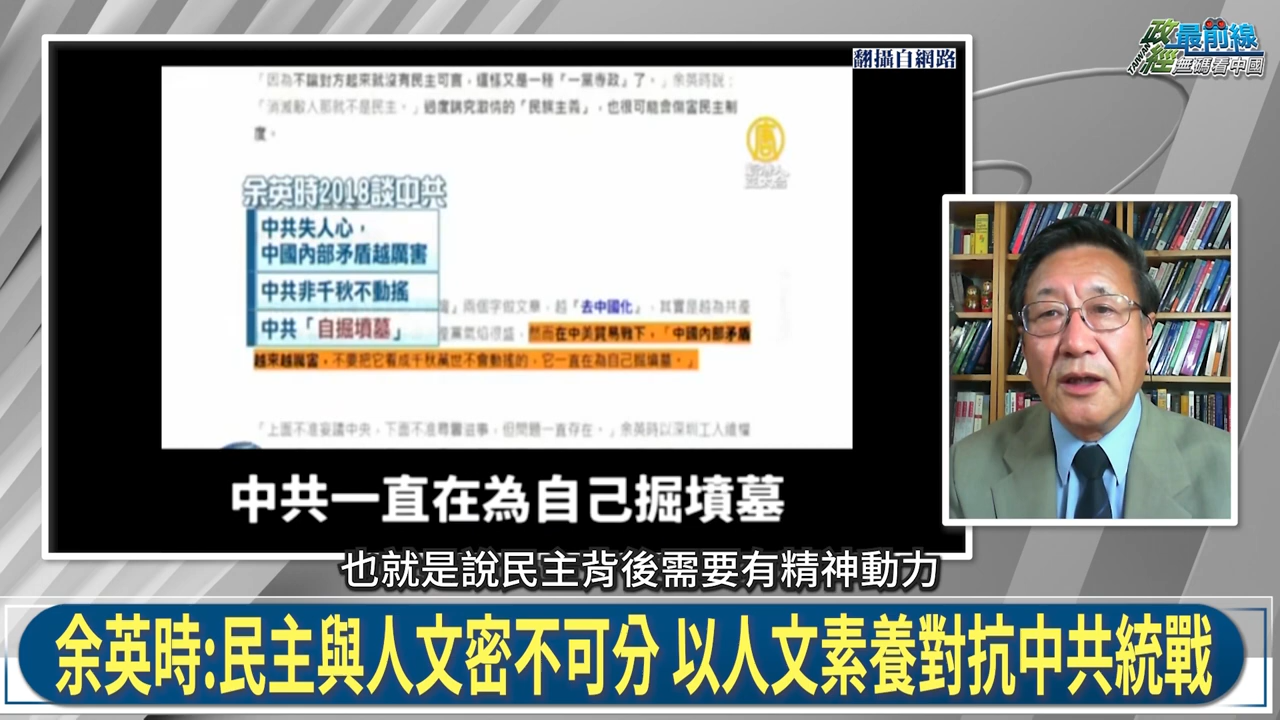 政經最前線
無碼看中國
翻攝自網路
「因為不讓對方起來就沒有民主可言，這樣又是一種「一黨專政」了。」余英時說：
「消滅敵人那就不是民主。」過度講究激情的「民族主義」，也很可能會傷害民主制
度。
余英時2018談中共
中共失人心，
中國內部矛盾越厲害
中共非千秋不動搖
中共「自掘墳墓」
兩個字做文章，越「去中國化」，其實是越為共產
產黨氣焰很盛，然而在中美貿易戰下，「中國內部矛盾
越來越厲害，不要把它看成千秋萬世不會動搖的，它一直在為自己掘墳墓。」
「上面不准妄議中央，下面不准尋釁滋事，但問題一直存在。」余英時以深圳工人維權
中共一直在為自己掘墳墓
也就是說民主背後需要有精神動力
余英時:民主與人文密不可分 以人文素養對抗中共統戰